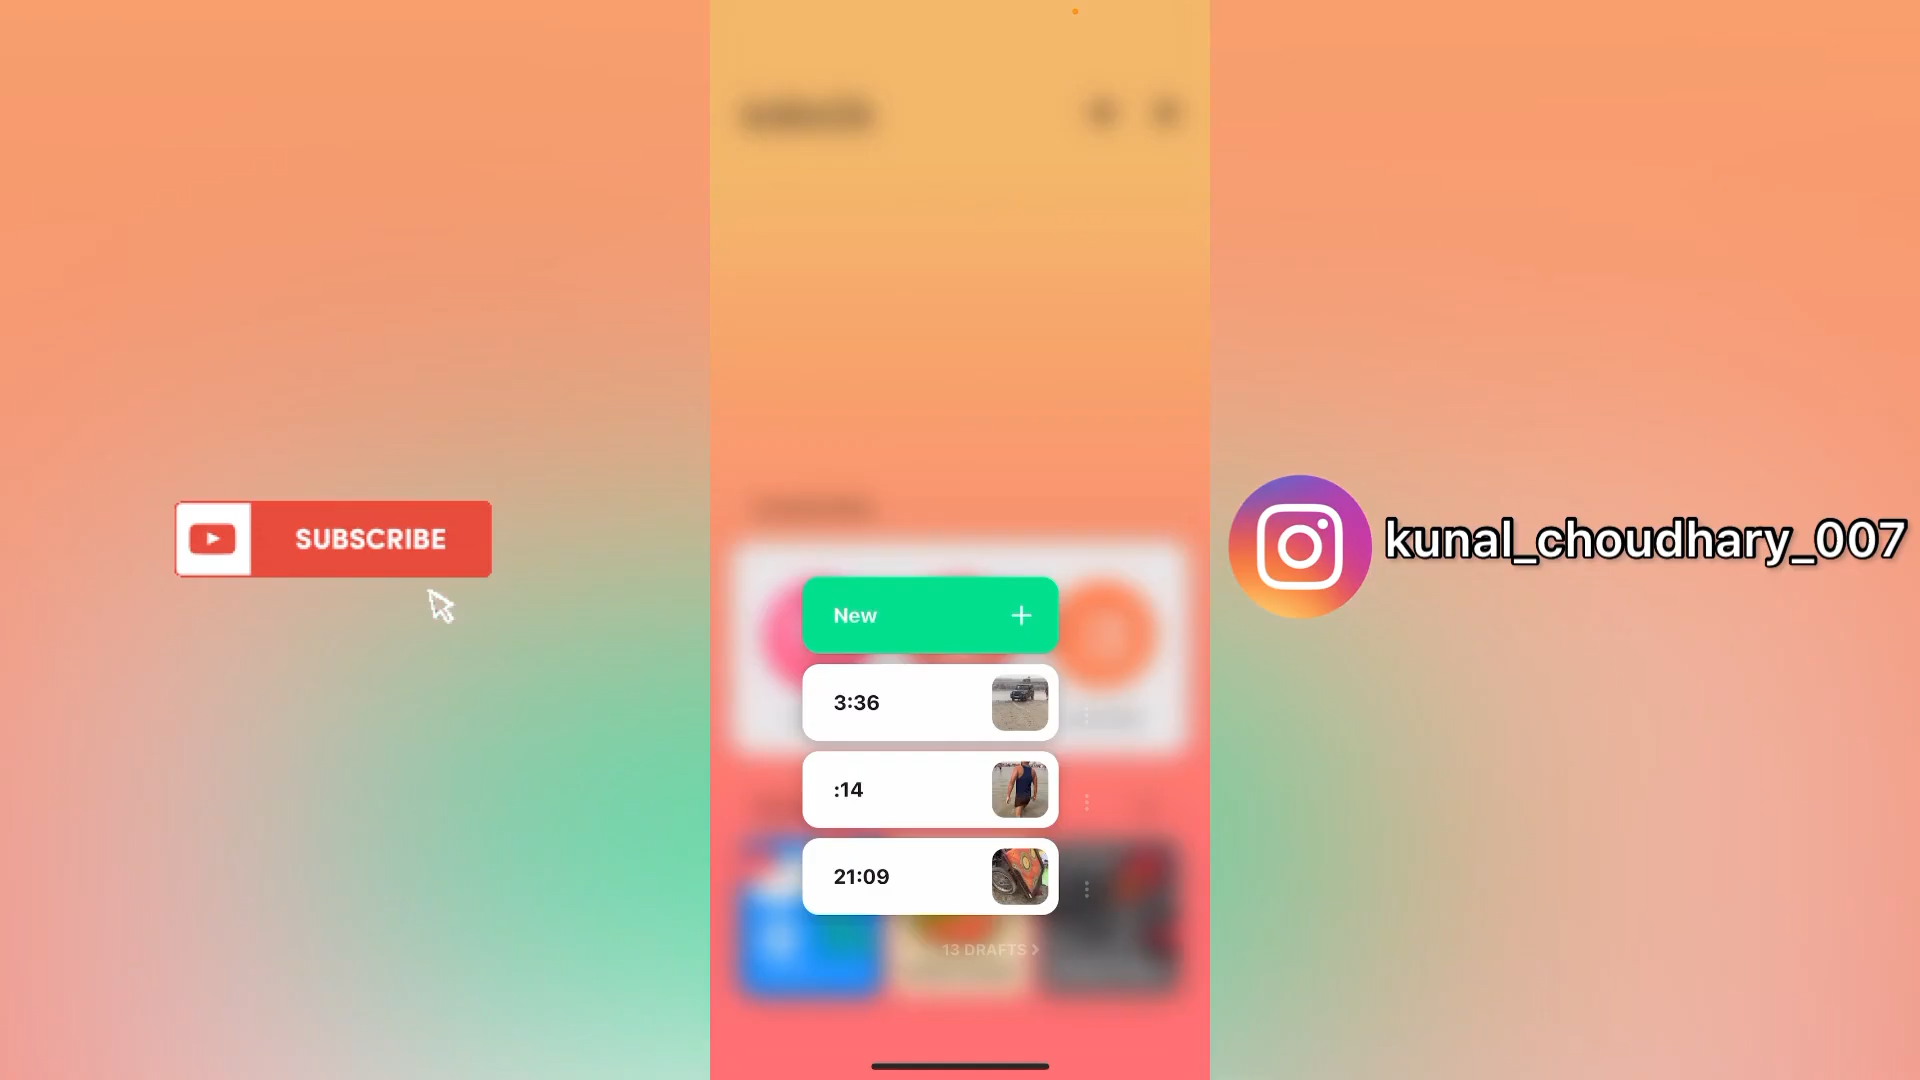 SUBSCRIBE
kunal_choudhary_007
New
3:36
:14
21:09
13 DRAFTS